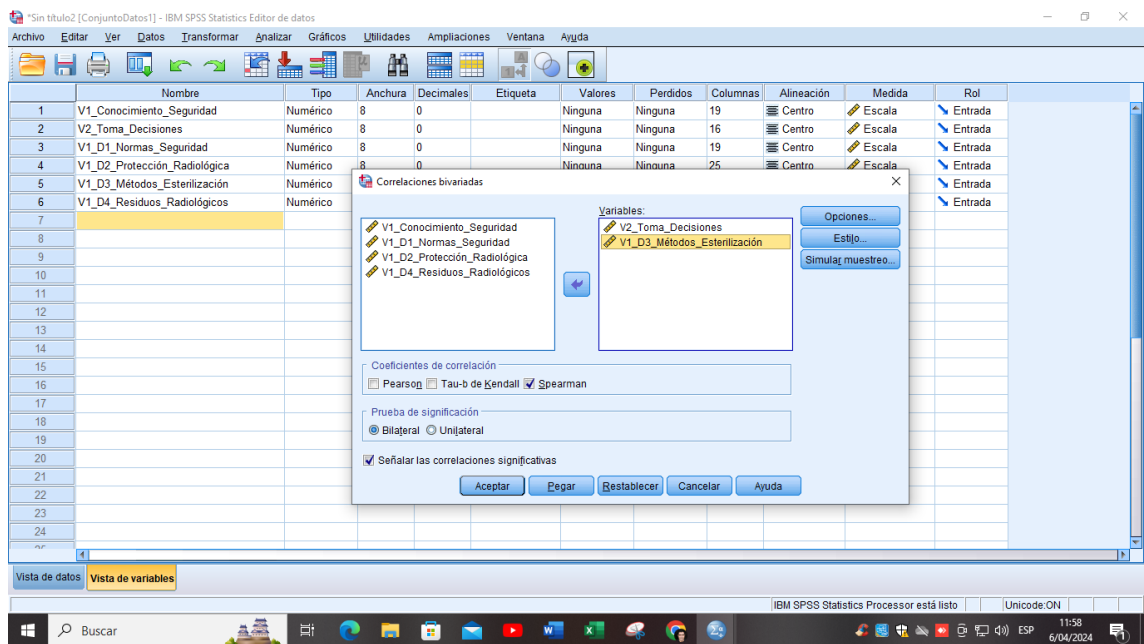 *Sin título2 [ConjuntoDatos1] - IBM SPSS Statistics Editor de datos
Archivo Editar Ver Datos Transformar Analizar Gráficos Utilidades Ampliaciones Ventana Ayuda
Nombre Tipo Anchura Decimales Etiqueta Valores Perdidos Columnas Alineación Medida Rol
1 V1_Conocimiento_Seguridad Numérico 8 0 Ninguna Ninguna 19 Centro Escala Entrada
2 V2_Toma_Decisiones Numérico 8 0 Ninguna Ninguna 16 Centro Escala Entrada
3 V1_D1_Normas_Seguridad Numérico 8 0 Ninguna Ninguna 19 Centro Escala Entrada
4 V1_D2_Protección_Radiológica Numérico 8 0 Ninguna Ninguna 25 Centro Escala Entrada
5 V1_D3_Métodos_Esterilización Numérico Entrada
6 V1_D4_Residuos_Radiológicos Numérico Entrada
7
8
9
10
11
12
13
14
15
16
17
18
19
20
21
22
23
24
Correlaciones bivariadas
V1_Conocimiento_Seguridad
V1_D1_Normas_Seguridad
V1_D2_Protección_Radiológica
V1_D4_Residuos_Radiológicos
Variables:
V2_Toma_Decisiones
V1_D3_Métodos_Esterilización
Opciones...
Estilo...
Simular muestreo...
Coeficientes de correlación
Pearson Tau-b de Kendall Spearman
Prueba de significación
Bilateral Unilateral
Señalar las correlaciones significativas
Aceptar Pegar Restablecer Cancelar Ayuda
Vista de datos Vista de variables
IBM SPSS Statistics Processor está listo Unicode:ON
Buscar
ESP
11:58
6/04/2024